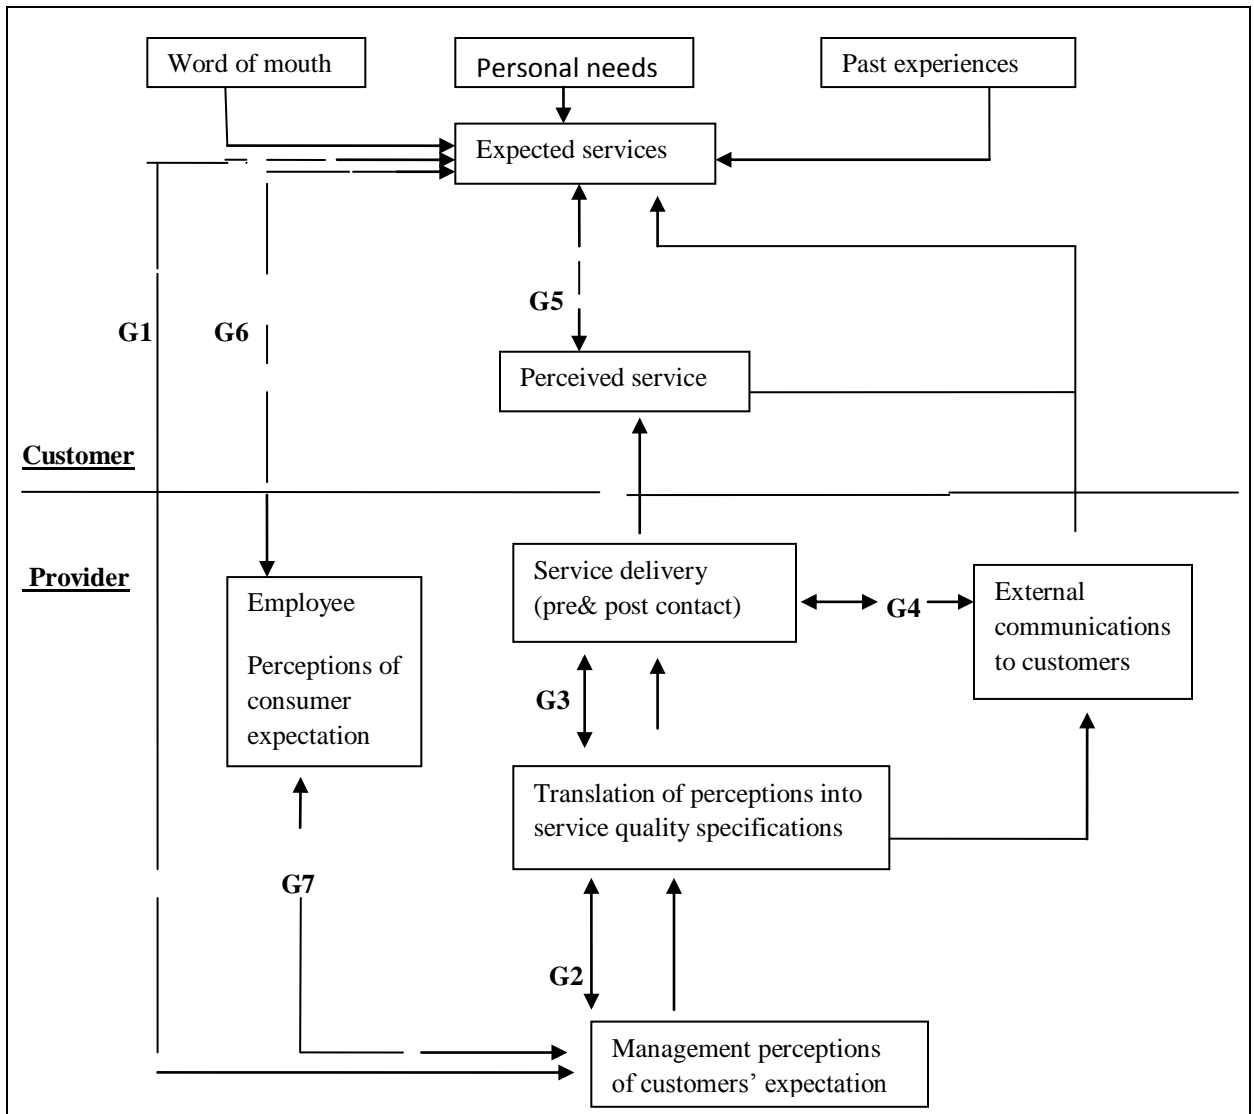 Word of mouth
Personal needs
Past experiences
Expected services
G5
G1
G6
Perceived service
Customer
Provider
Service delivery
(pre& post contact)
G4
External
communications
to customers
Employee
Perceptions of
consumer
expectation
G3
Translation of perceptions into
service quality specifications
G7
G2
Management perceptions
of customers’ expectation